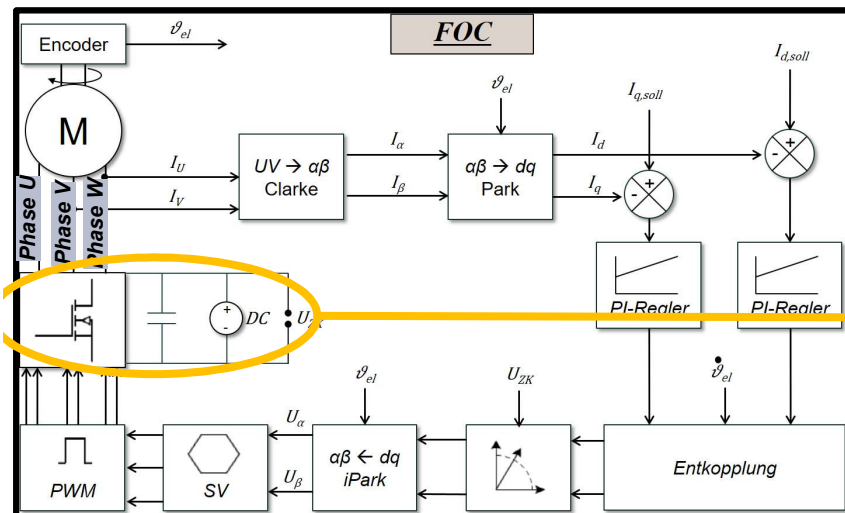 FOC
Encoder
ϑel
M
Phase U
Phase V
Phase W
IU
IV
UV → αβ
Clarke
Iα
Iβ
ϑel
αβ → dq
Park
Id
Iq
Iq,soll
Id,soll
+
-
+
-
PI-Regler
PI-Regler
+
-
DC
UZK
PWM
SV
Uα
Uβ
ϑel
αβ ← dq
iPark
UZK
ϑ̇el
Entkopplung